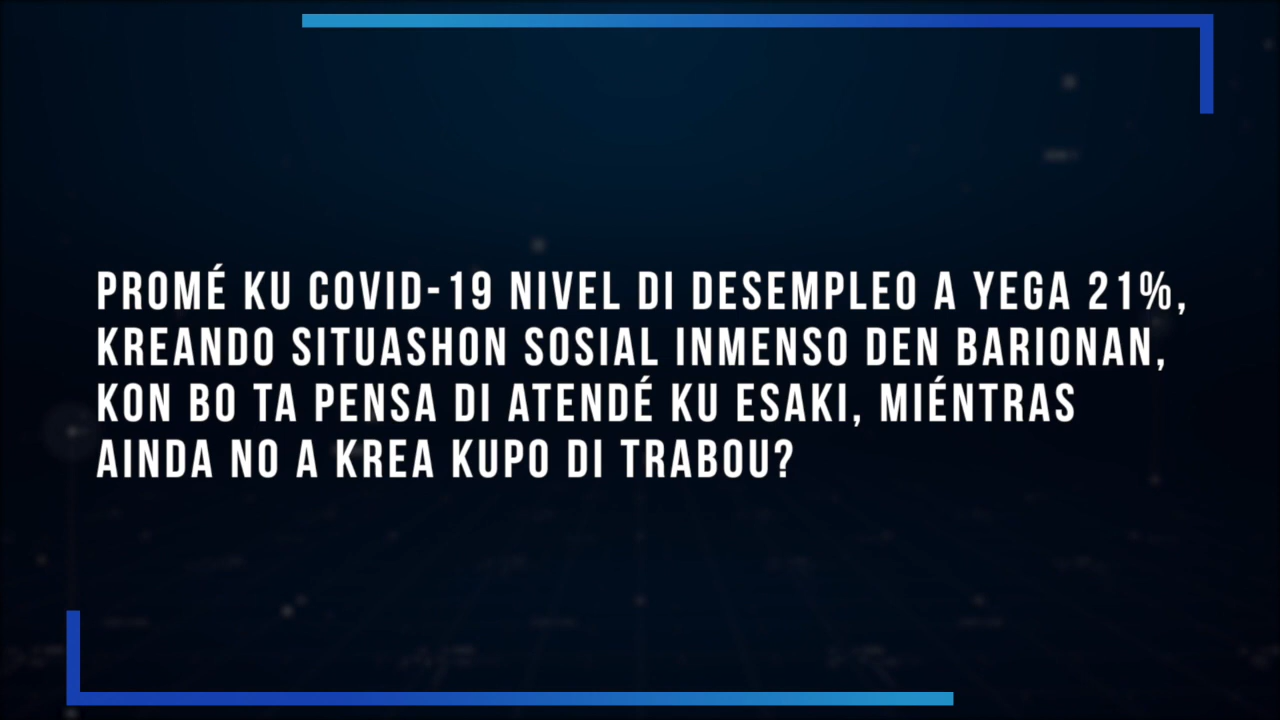 PROMÉ KU COVID-19 NIVEL DI DESEMPLEO A YEGA 21%,
KREANDO SITUASHON SOSIAL INMENSO DEN BARIONAN,
KON BO TA PENSA DI ATENDÉ KU ESAKI, MIÉNTRAS
AINDA NO A KREA KUPO DI TRABOU?